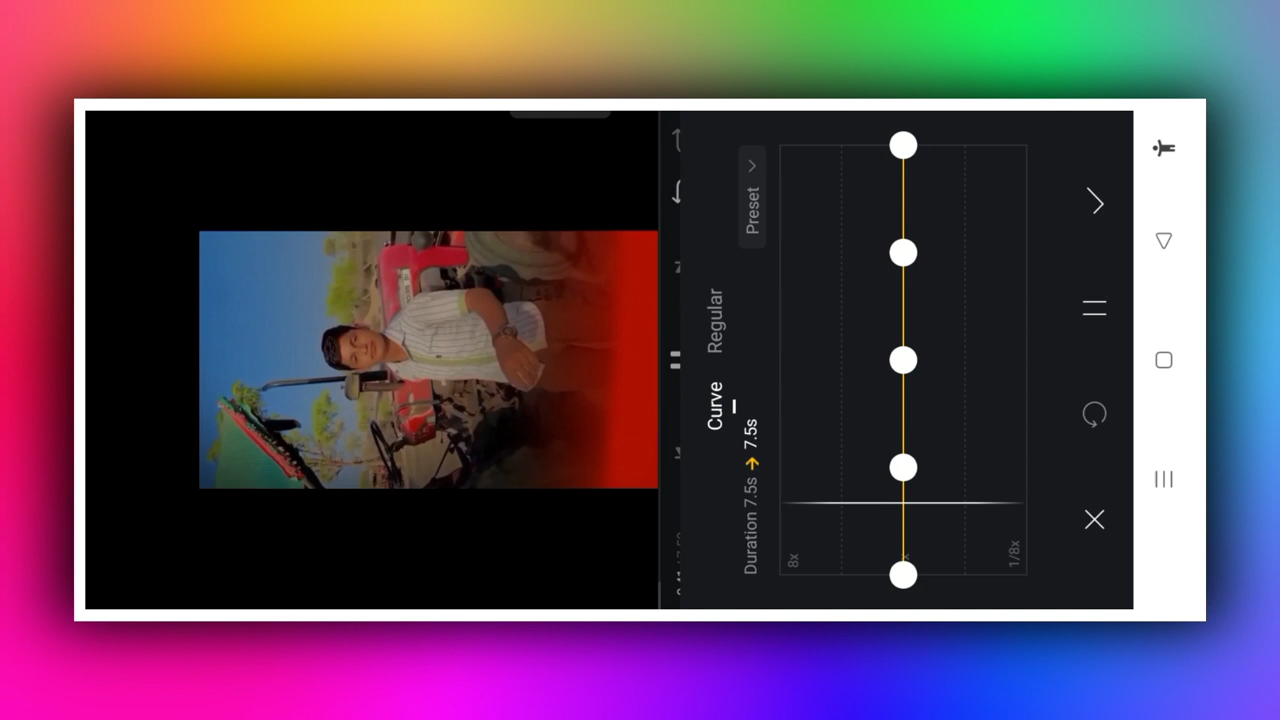 Curve Regular
Duration 7.5s → 7.5s
Preset
8x
1/8x